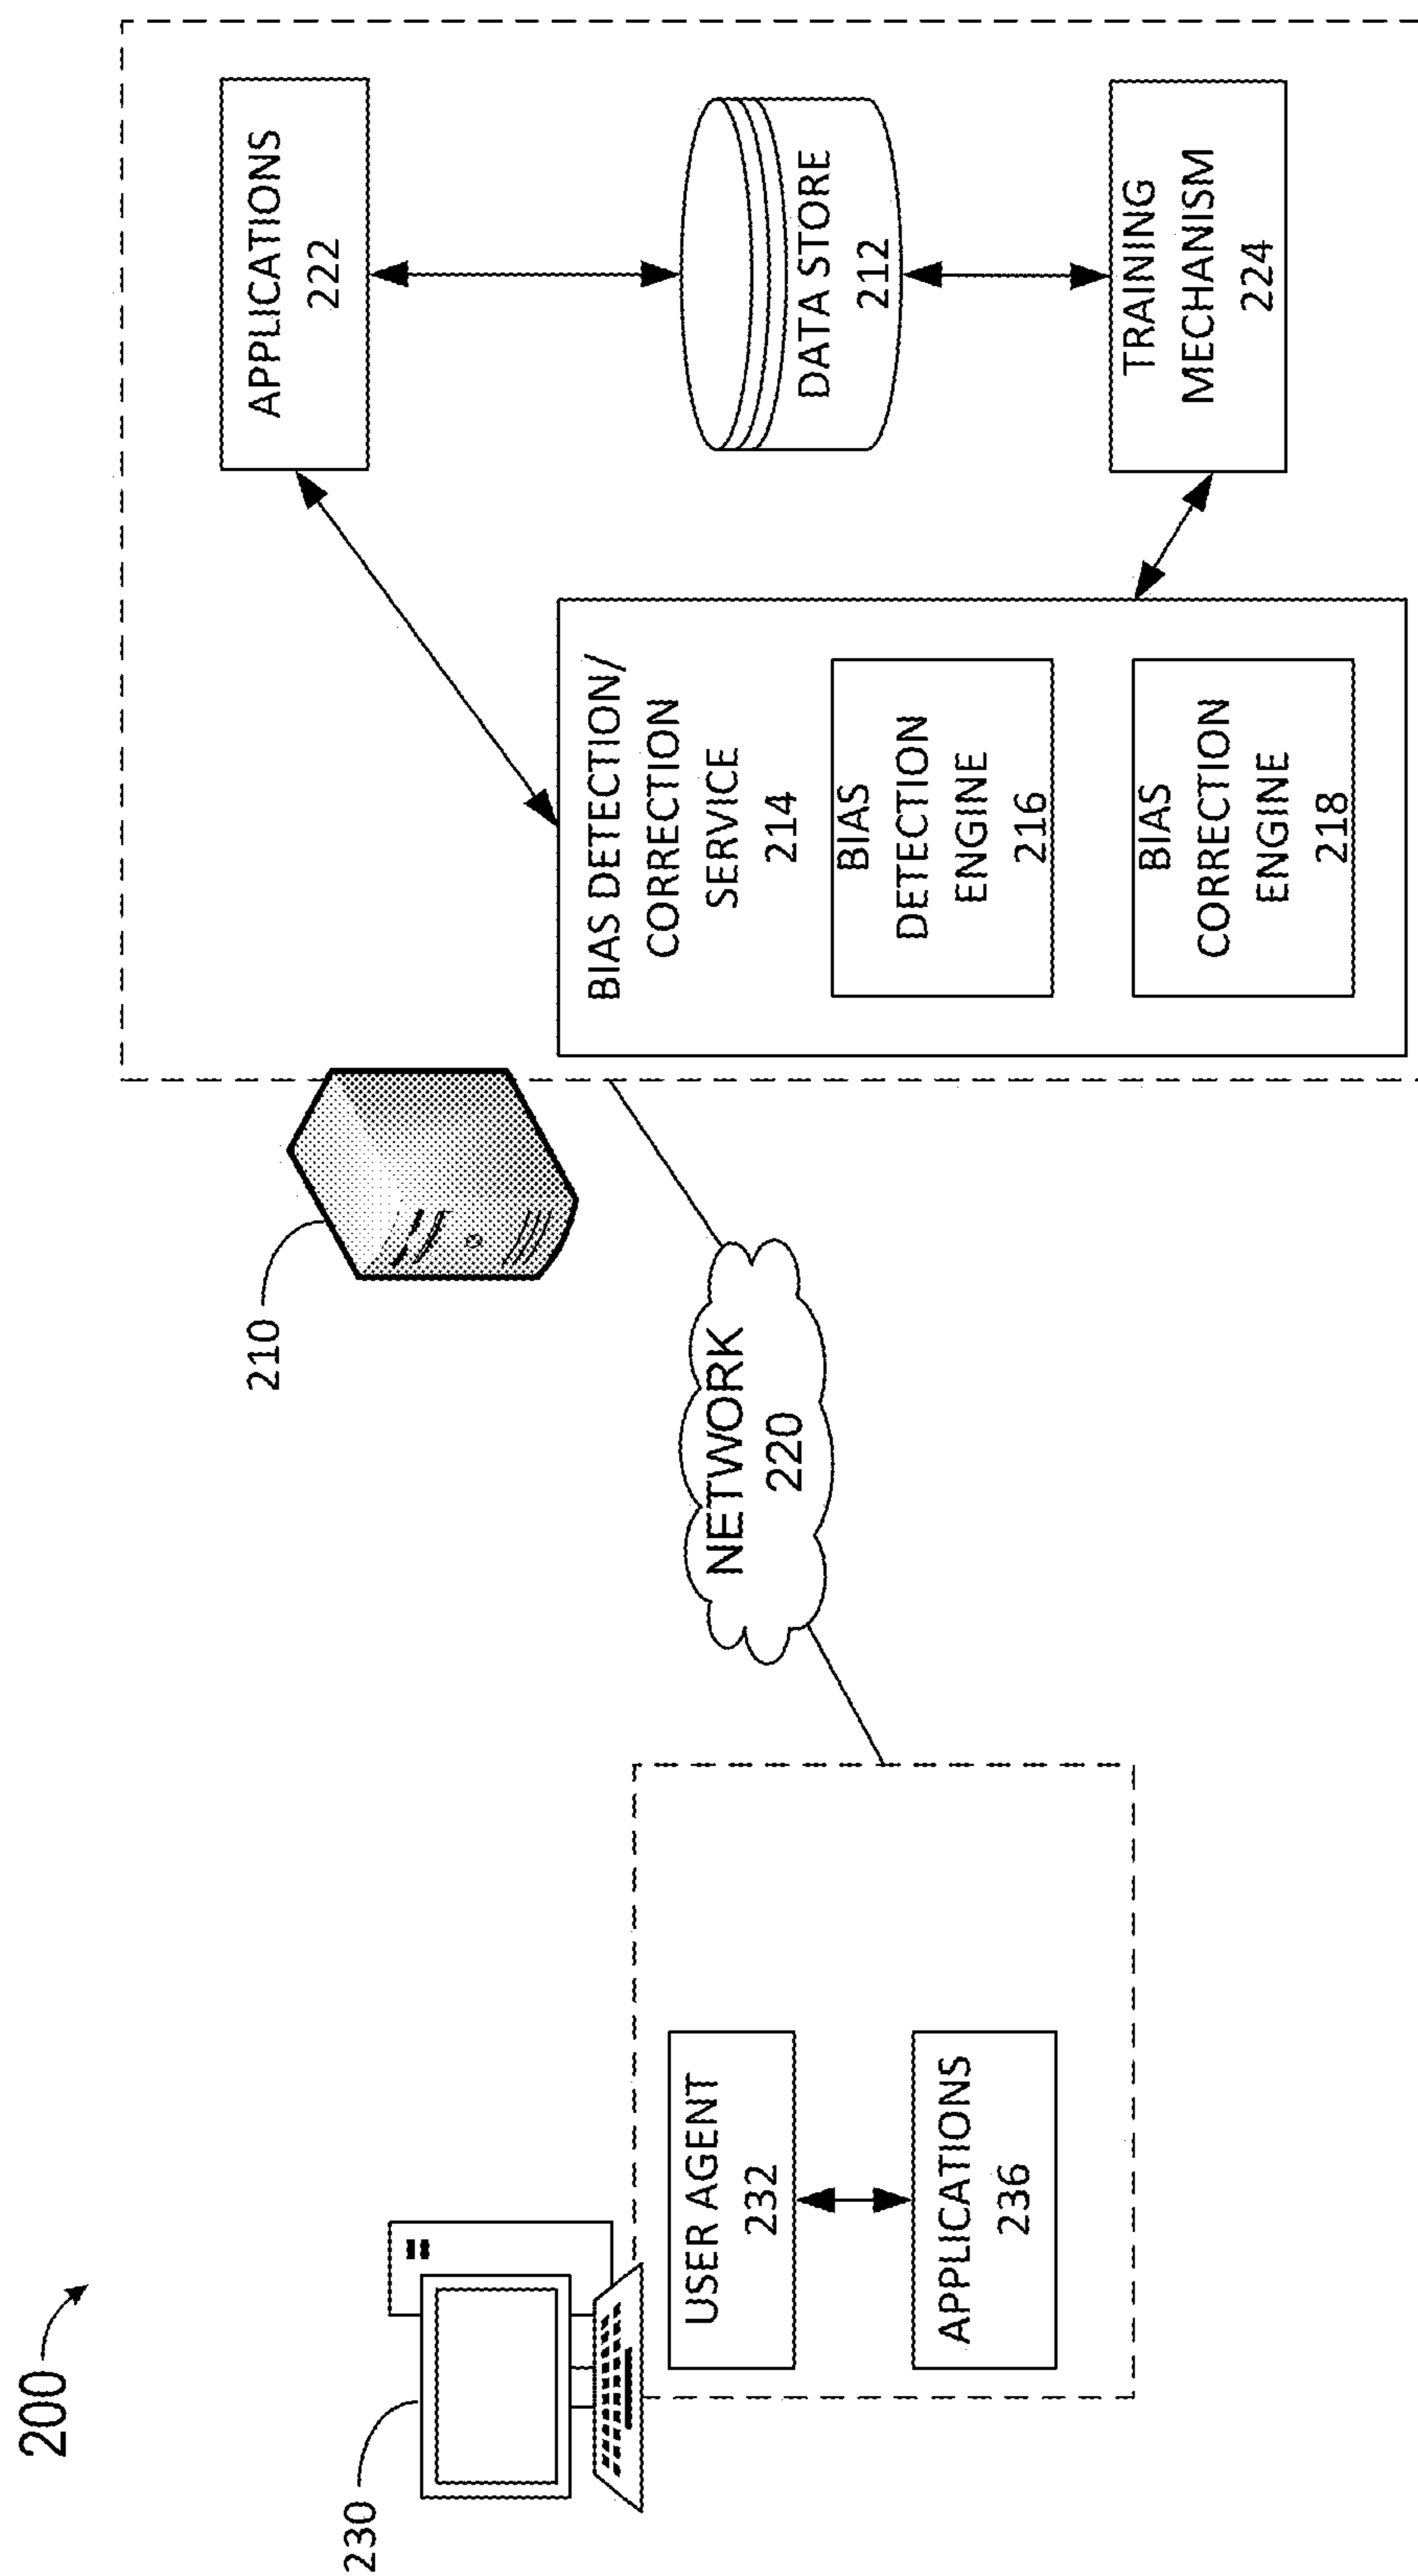 200
230
USER AGENT
232
APPLICATIONS
236
NETWORK
220
210
BIAS DETECTION/
CORRECTION
SERVICE
214
BIAS
DETECTION
ENGINE
216
BIAS
CORRECTION
ENGINE
218
APPLICATIONS
222
DATA STORE
212
TRAINING
MECHANISM
224